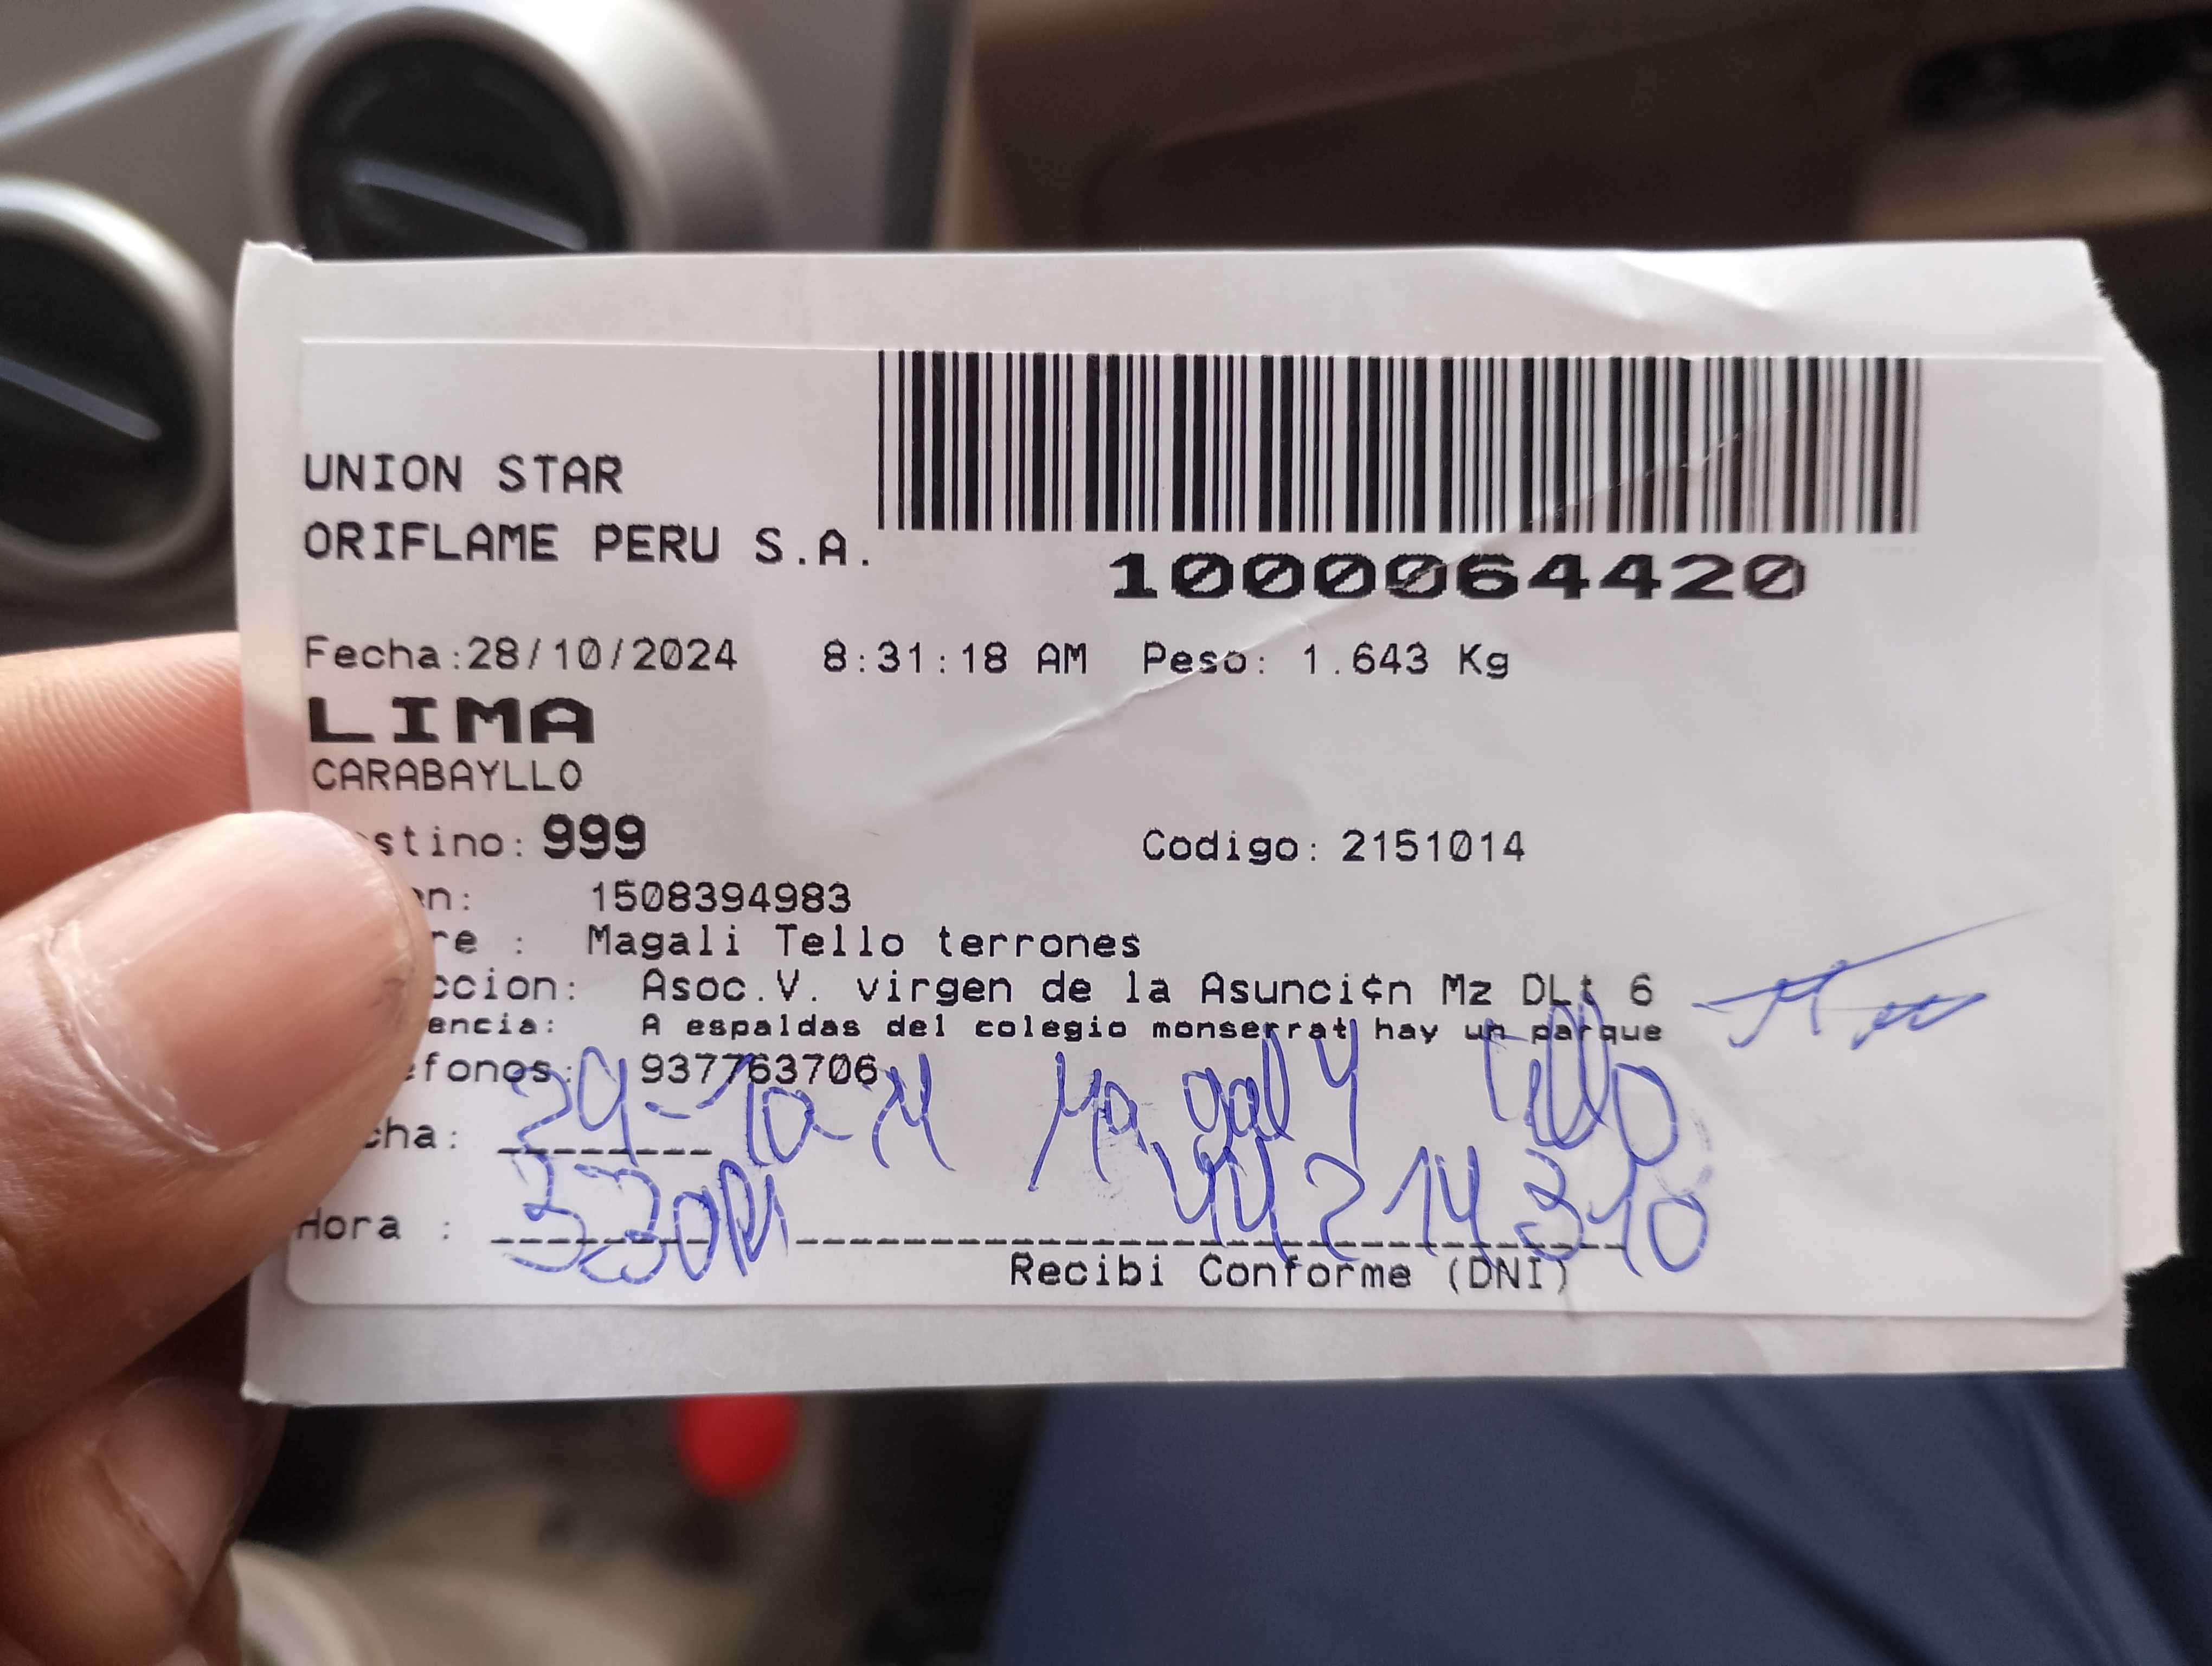 UNION STAR
ORIFLAME PERU S.A.
1000064420
Fecha:28/10/2024 8:31:18 AM Peso: 1.643 Kg
LIMA
CARABAYLLO
stino: 999 Codigo: 2151014
en: 1508394983
re : Magali Tello terrones
ccion: Asoc.V. virgen de la Asunci¢n Mz DLt 6
encia: A espaldas del colegio monserrat hay un parque
efonos: 937763706
cha: 29-10-24 Magaly Tello
Hora : 330PM 44214310
Recibi Conforme (DNI)